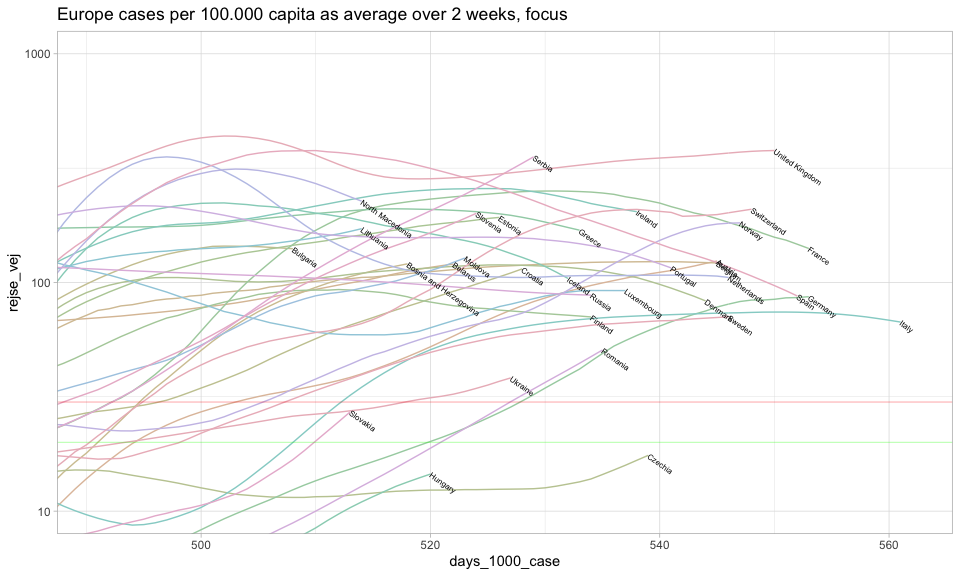 Europe cases per 100.000 capita as average over 2 weeks, focus
1000
100
10
rejse_vej
Serbia
United Kingdom
North Macedonia
Slovenia
Estonia
Ireland
Switzerland
Lithuania
Greece
Norway
Bulgaria
France
Bosnia and Herzegovina
Belarus
Moldova
Croatia
Iceland
Russia
Portugal
Netherlands
Luxembourg
Denmark
Sweden
Spain
Germany
Italy
Finland
Romania
Ukraine
Slovakia
Czechia
Hungary
500
520
540
560
days_1000_case